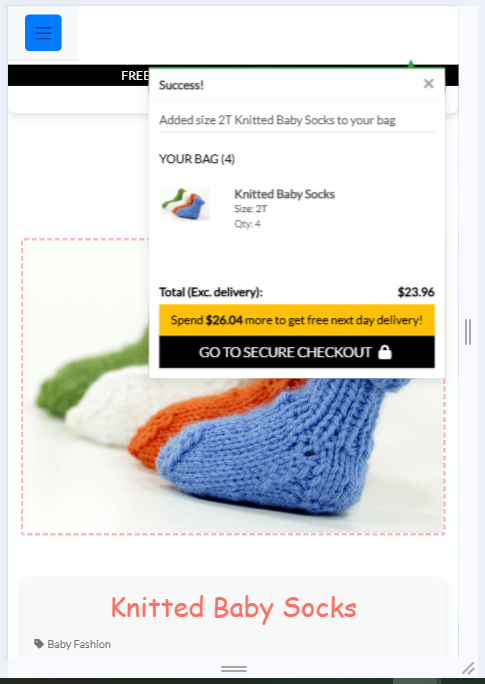 FREE
Success!
Added size 2T Knitted Baby Socks to your bag
YOUR BAG (4)
Knitted Baby Socks
Size: 2T
Qty: 4
Total (Exc. delivery): $23.96
Spend $26.04 more to get free next day delivery!
GO TO SECURE CHECKOUT
Knitted Baby Socks
Baby Fashion